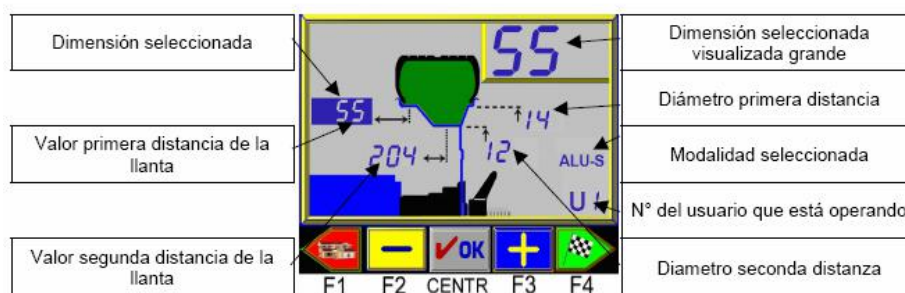 Dimensión seleccionada
Valor primera distancia de la
llanta
Valor segunda distancia de la
llanta
55
55
14
204
12
ALU-S
U1
OK
F1 F2 CENTR F3 F4
Dimensión seleccionada
visualizada grande
Diámetro primera distancia
Modalidad seleccionada
N° del usuario que está operando
Diametro seconda distanza